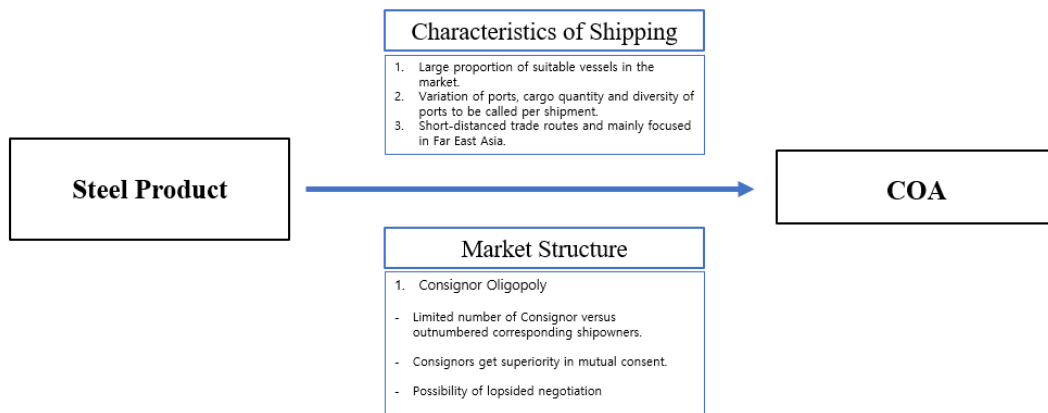 Characteristics of Shipping
1. Large proportion of suitable vessels in the
market.
2. Variation of ports, cargo quantity and diversity of
ports to be called per shipment.
3. Short-distanced trade routes and mainly focused
in Far East Asia.
Steel Product
COA
Market Structure
1. Consignor Oligopoly
- Limited number of Consignor versus
outnumbered corresponding shipowners.
- Consignors get superiority in mutual consent.
- Possibility of lopsided negotiation